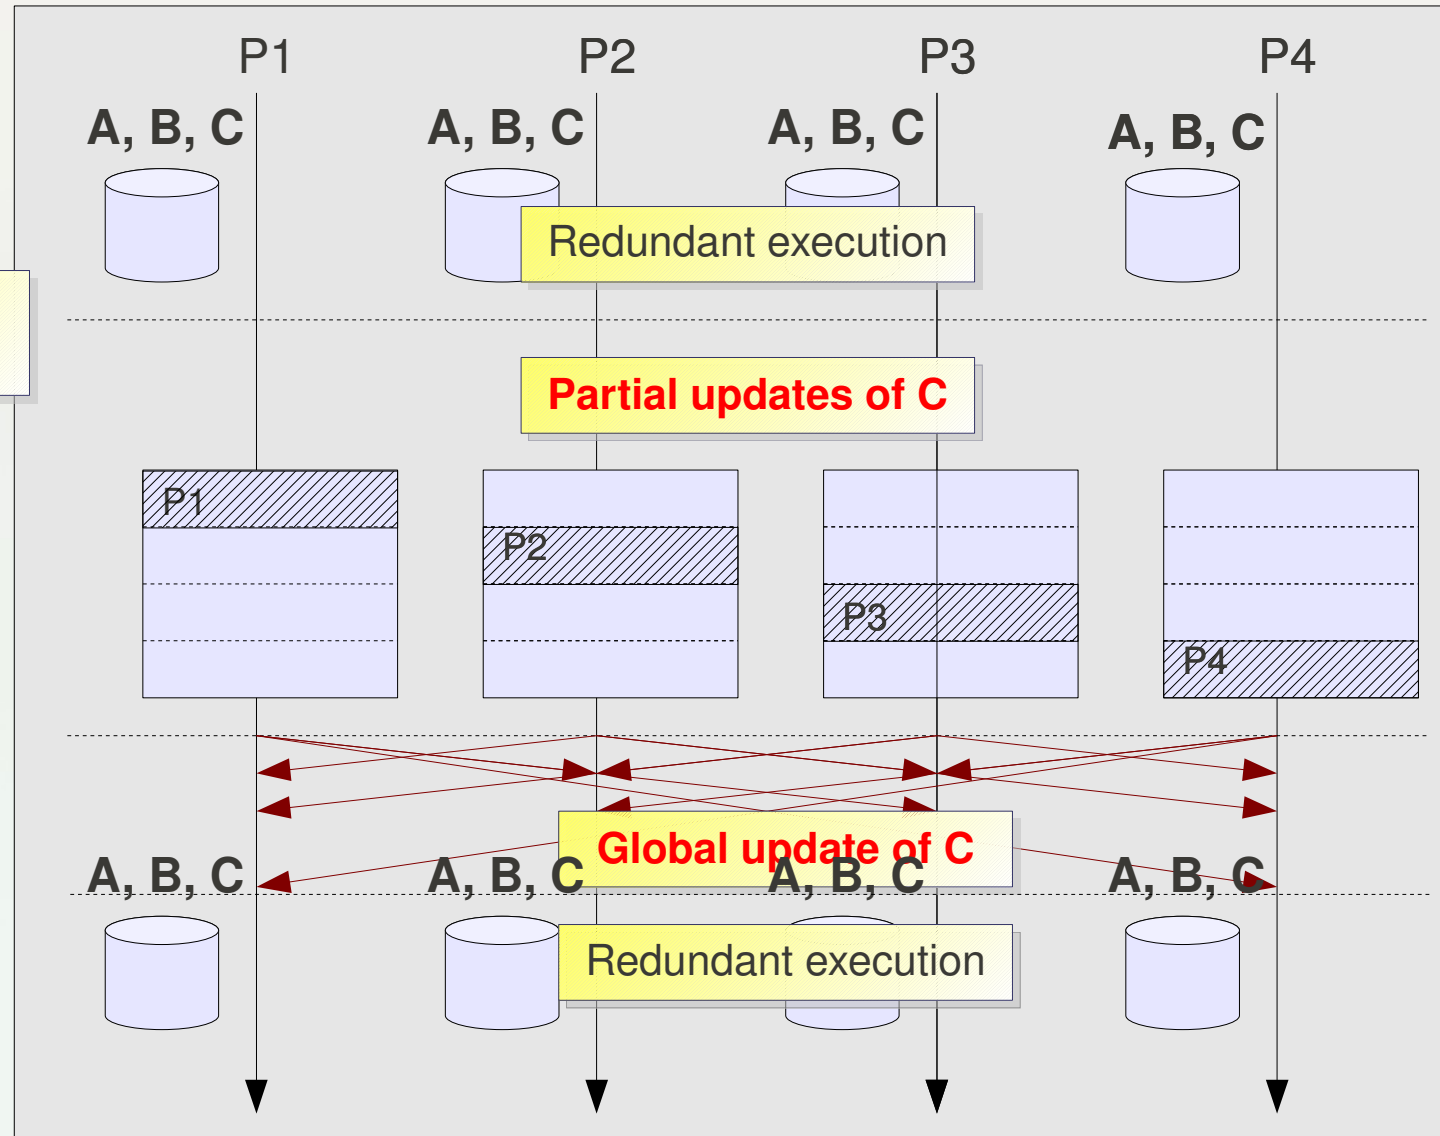 P1 P2 P3 P4
A, B, C A, B, C A, B, C A, B, C
Redundant execution
Partial updates of C
P1
P2
P3
P4
Global update of C
A, B, C A, B, C A, B, C A, B, C
Redundant execution